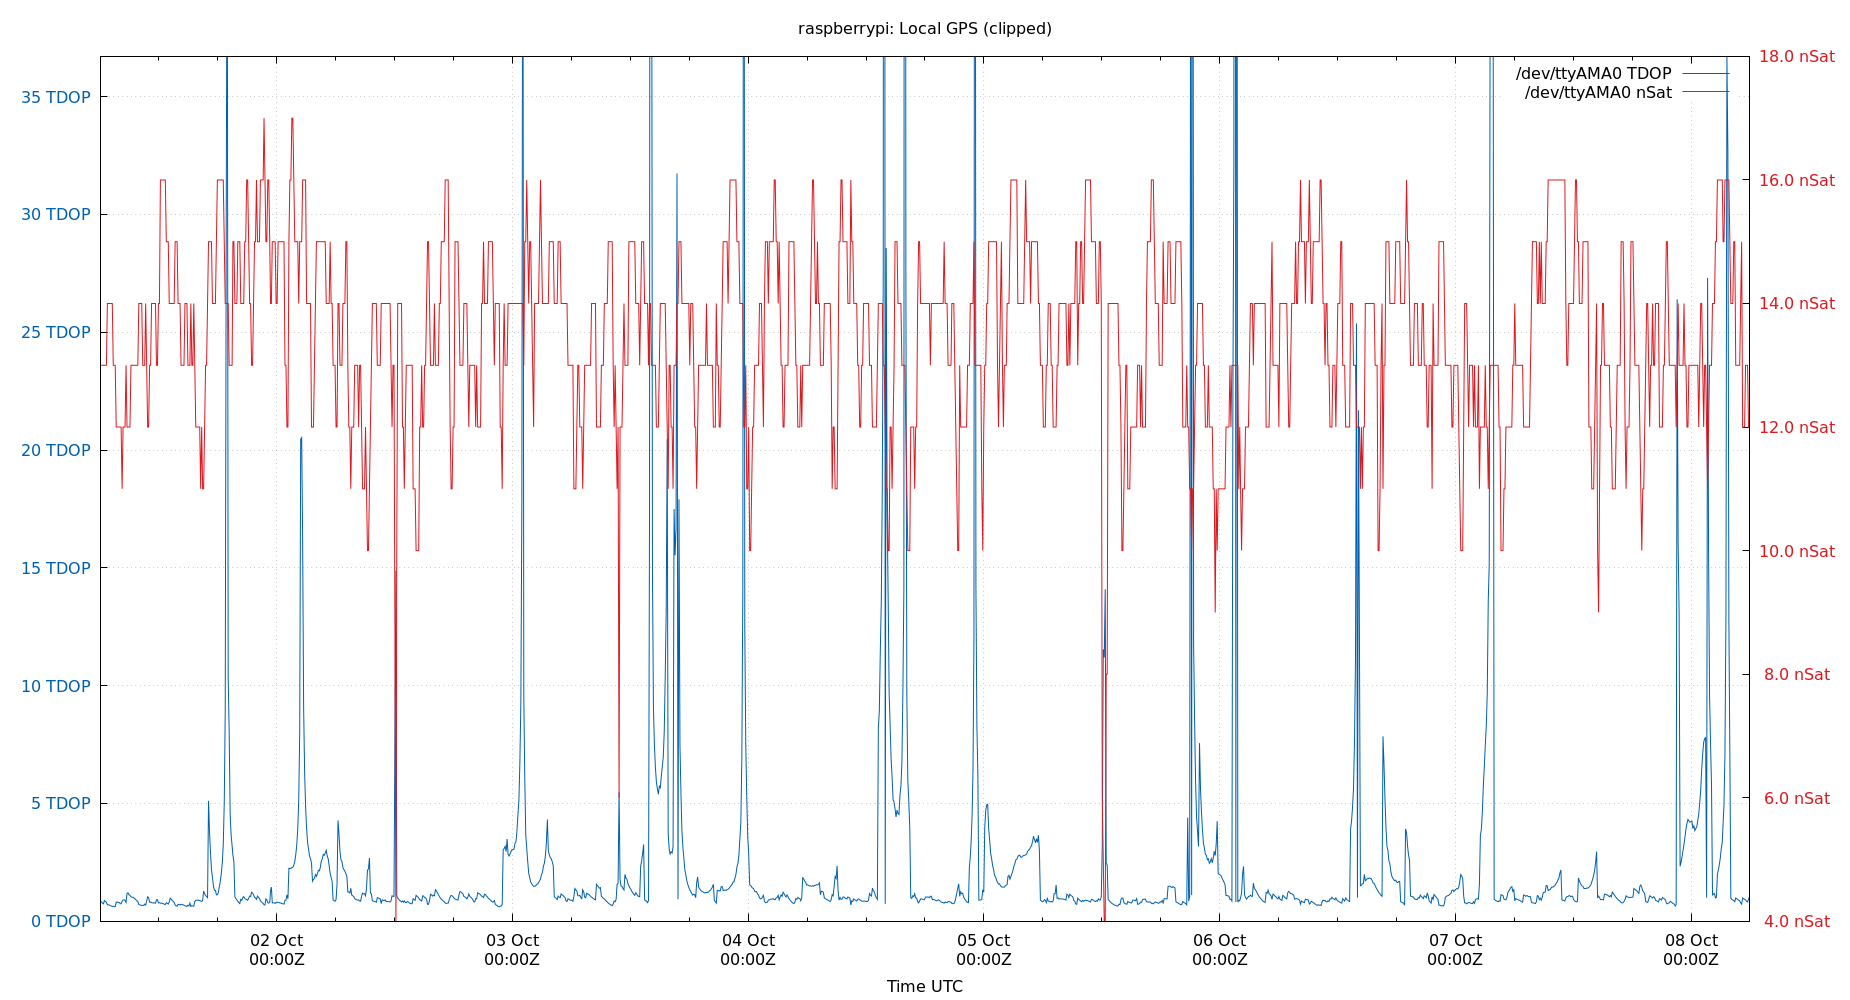 raspberrypi: Local GPS (clipped)
/dev/ttyAMA0 TDOP
/dev/ttyAMA0 nSat
35 TDOP
30 TDOP
25 TDOP
20 TDOP
15 TDOP
10 TDOP
5 TDOP
0 TDOP
18.0 nSat
16.0 nSat
14.0 nSat
12.0 nSat
10.0 nSat
8.0 nSat
6.0 nSat
4.0 nSat
02 Oct
00:00Z
03 Oct
00:00Z
04 Oct
00:00Z
05 Oct
00:00Z
06 Oct
00:00Z
07 Oct
00:00Z
08 Oct
00:00Z
Time UTC